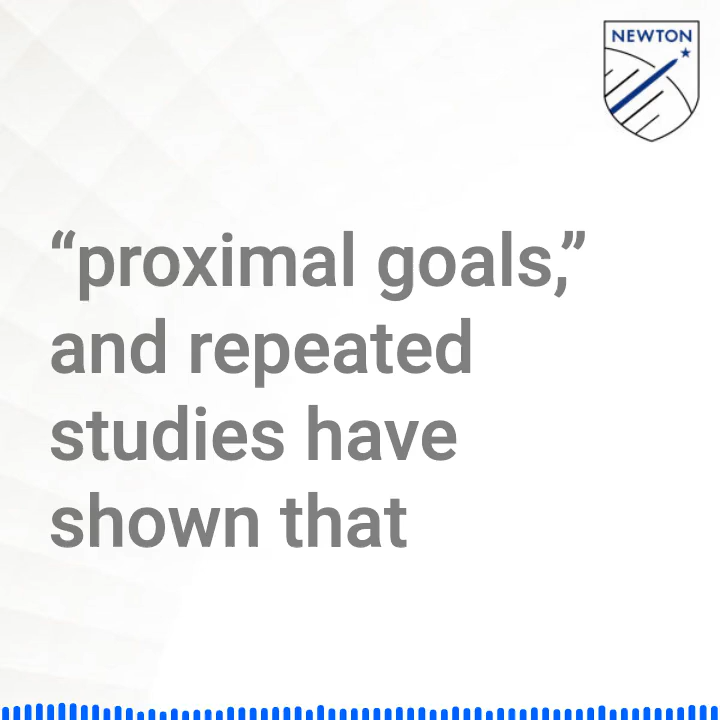 NEWTON
“proximal goals,”
and repeated
studies have
shown that